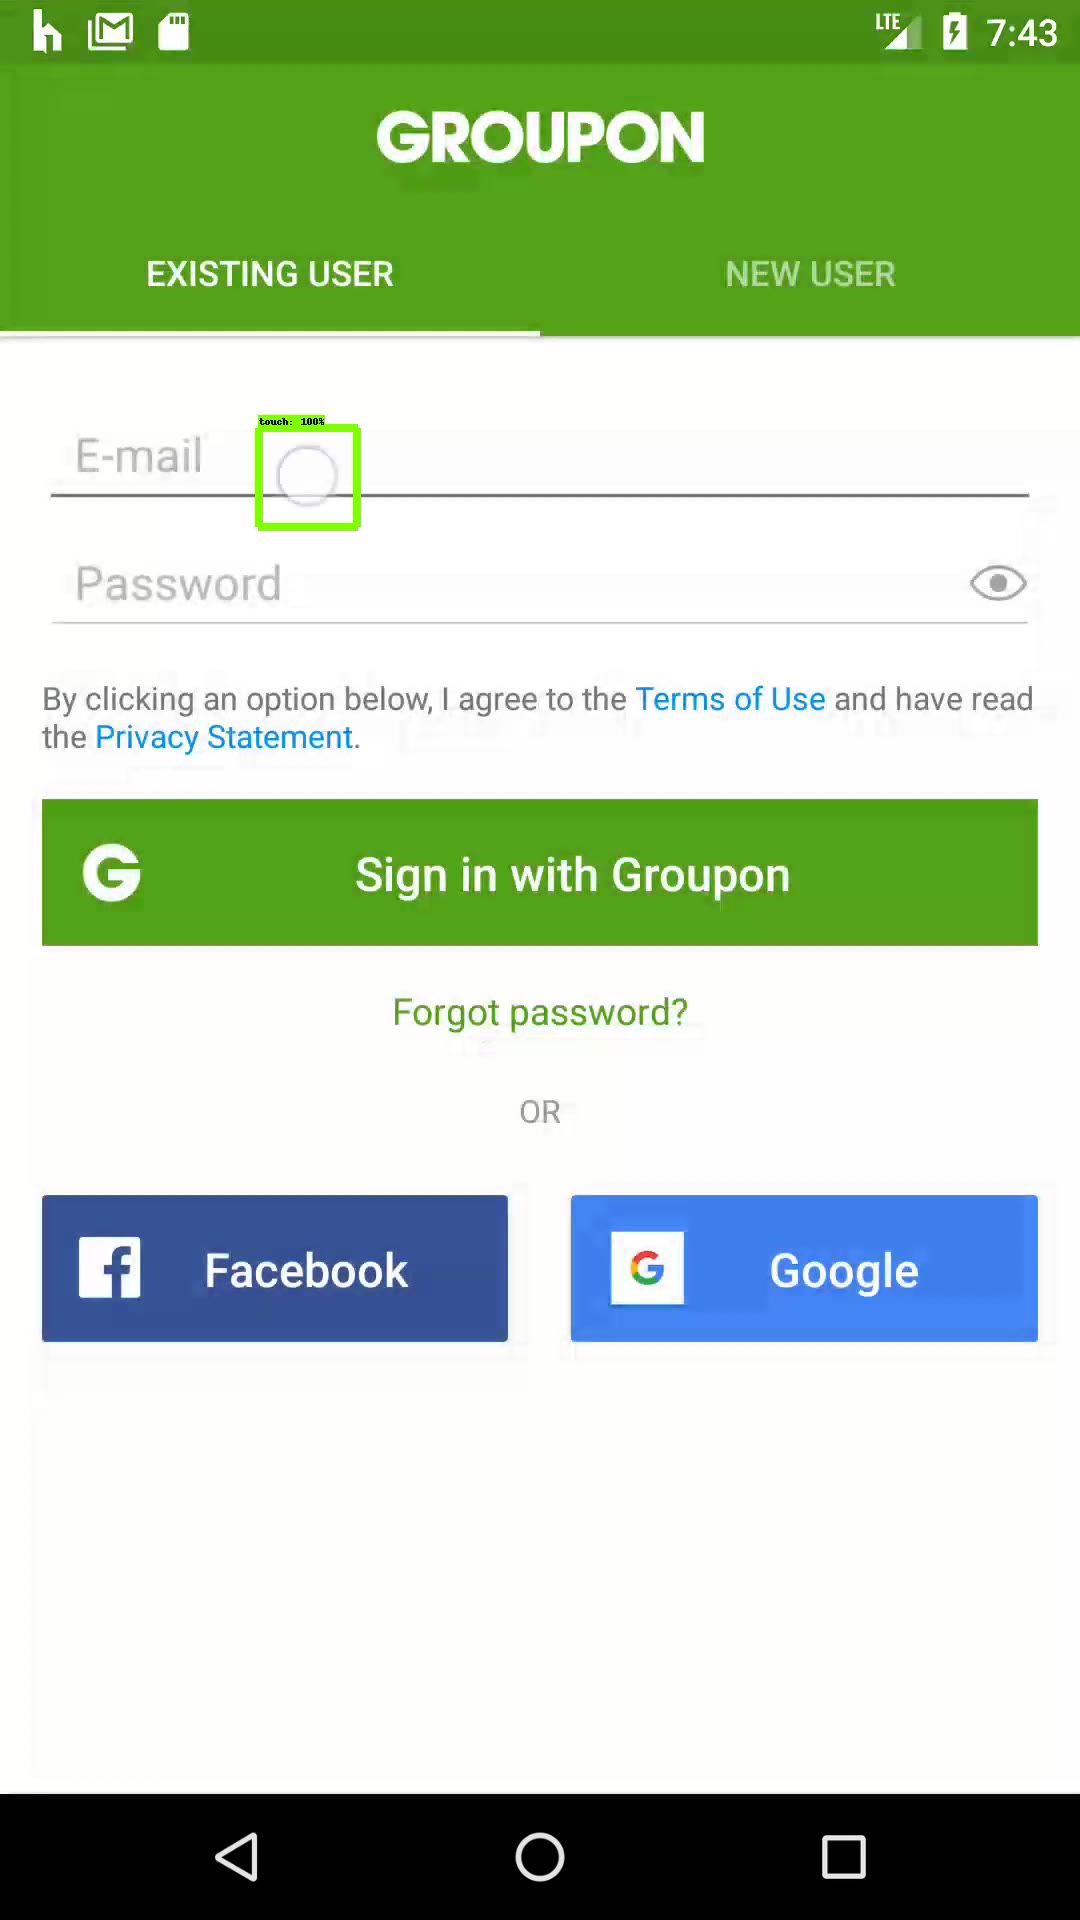 LTE 7:43
GROUPON
EXISTING USER NEW USER
touch: 100%
E-mail
Password
By clicking an option below, I agree to the Terms of Use and have read
the Privacy Statement.
G Sign in with Groupon
Forgot password?
OR
f Facebook G Google